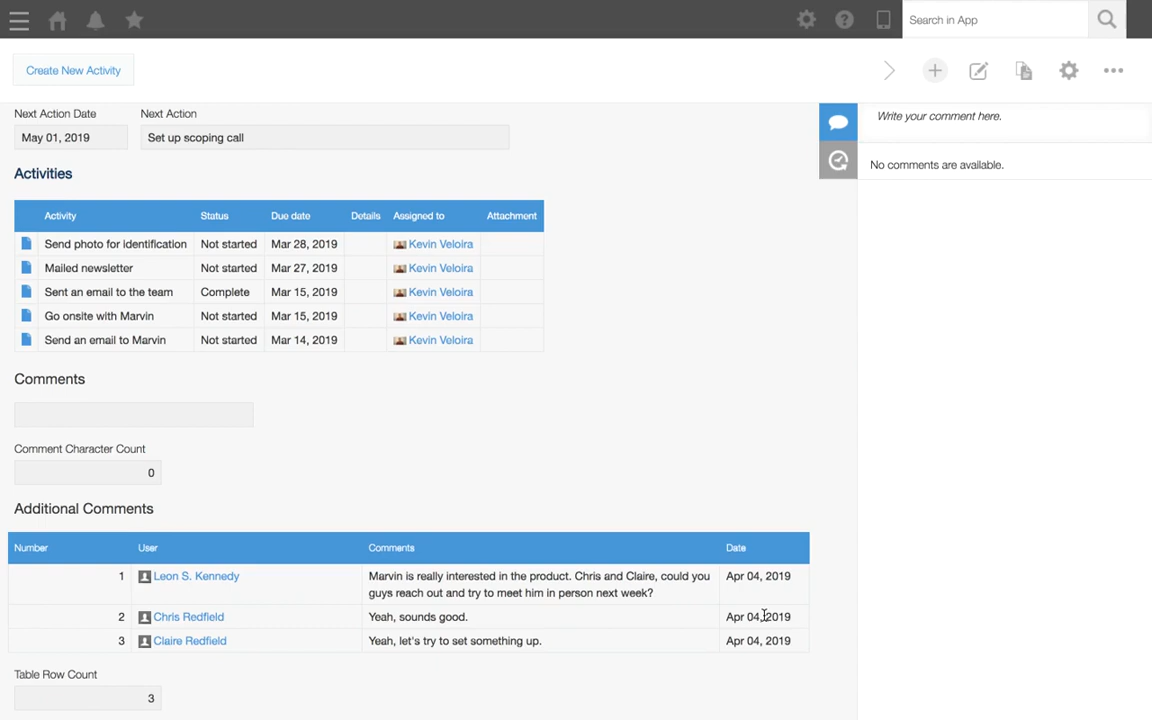 Search in App
Create New Activity
Next Action Date
Next Action
May 01, 2019
Set up scoping call
Activities
Activity Status Due date Details Assigned to Attachment
Send photo for identification Not started Mar 28, 2019 Kevin Veloira
Mailed newsletter Not started Mar 27, 2019 Kevin Veloira
Sent an email to the team Complete Mar 15, 2019 Kevin Veloira
Go onsite with Marvin Not started Mar 15, 2019 Kevin Veloira
Send an email to Marvin Not started Mar 14, 2019 Kevin Veloira
Comments
Comment Character Count
0
Additional Comments
Number User Comments Date
1 Leon S. Kennedy Marvin is really interested in the product. Chris and Claire, could you Apr 04, 2019
guys reach out and try to meet him in person next week?
2 Chris Redfield Yeah, sounds good. Apr 04, 2019
3 Claire Redfield Yeah, let's try to set something up. Apr 04, 2019
Table Row Count
3
Write your comment here.
No comments are available.